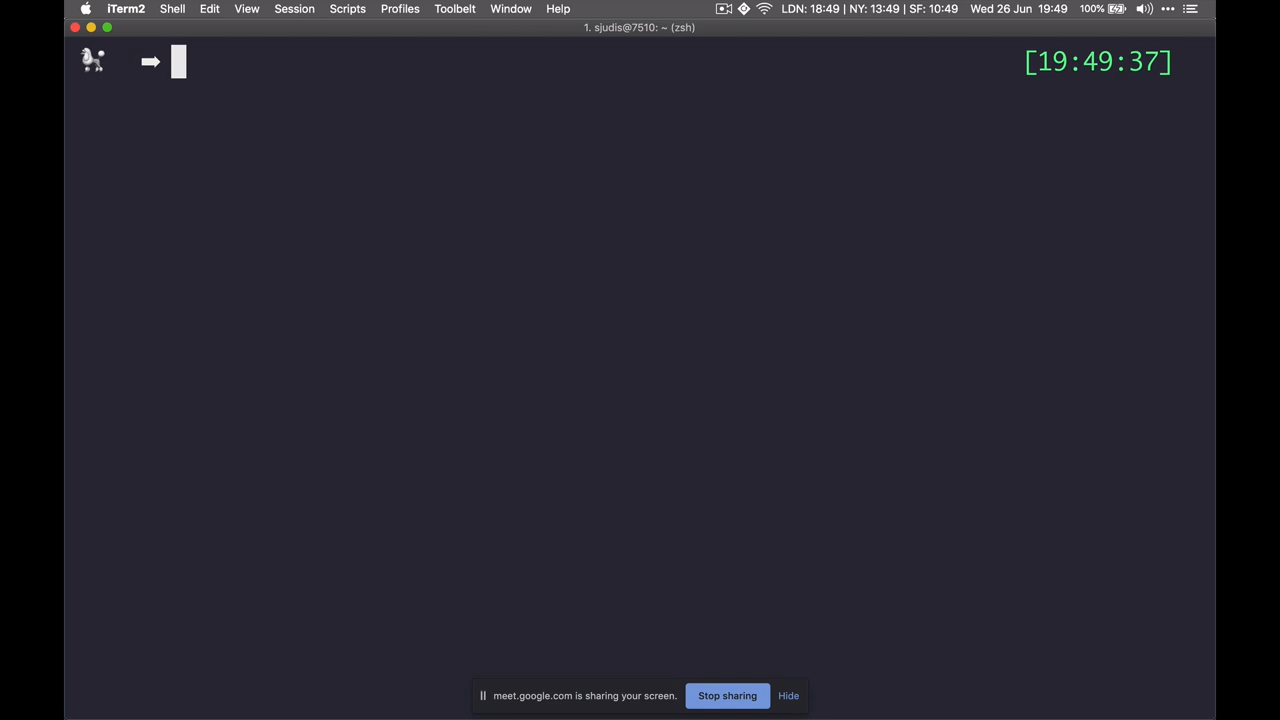 iTerm2 Shell Edit View Session Scripts Profiles Toolbelt Window Help LDN: 18:49 | NY: 13:49 | SF: 10:49 Wed 26 Jun 19:49 100%
1. sjudis@7510: ~ (zsh)
[19:49:37]
meet.google.com is sharing your screen. Stop sharing Hide